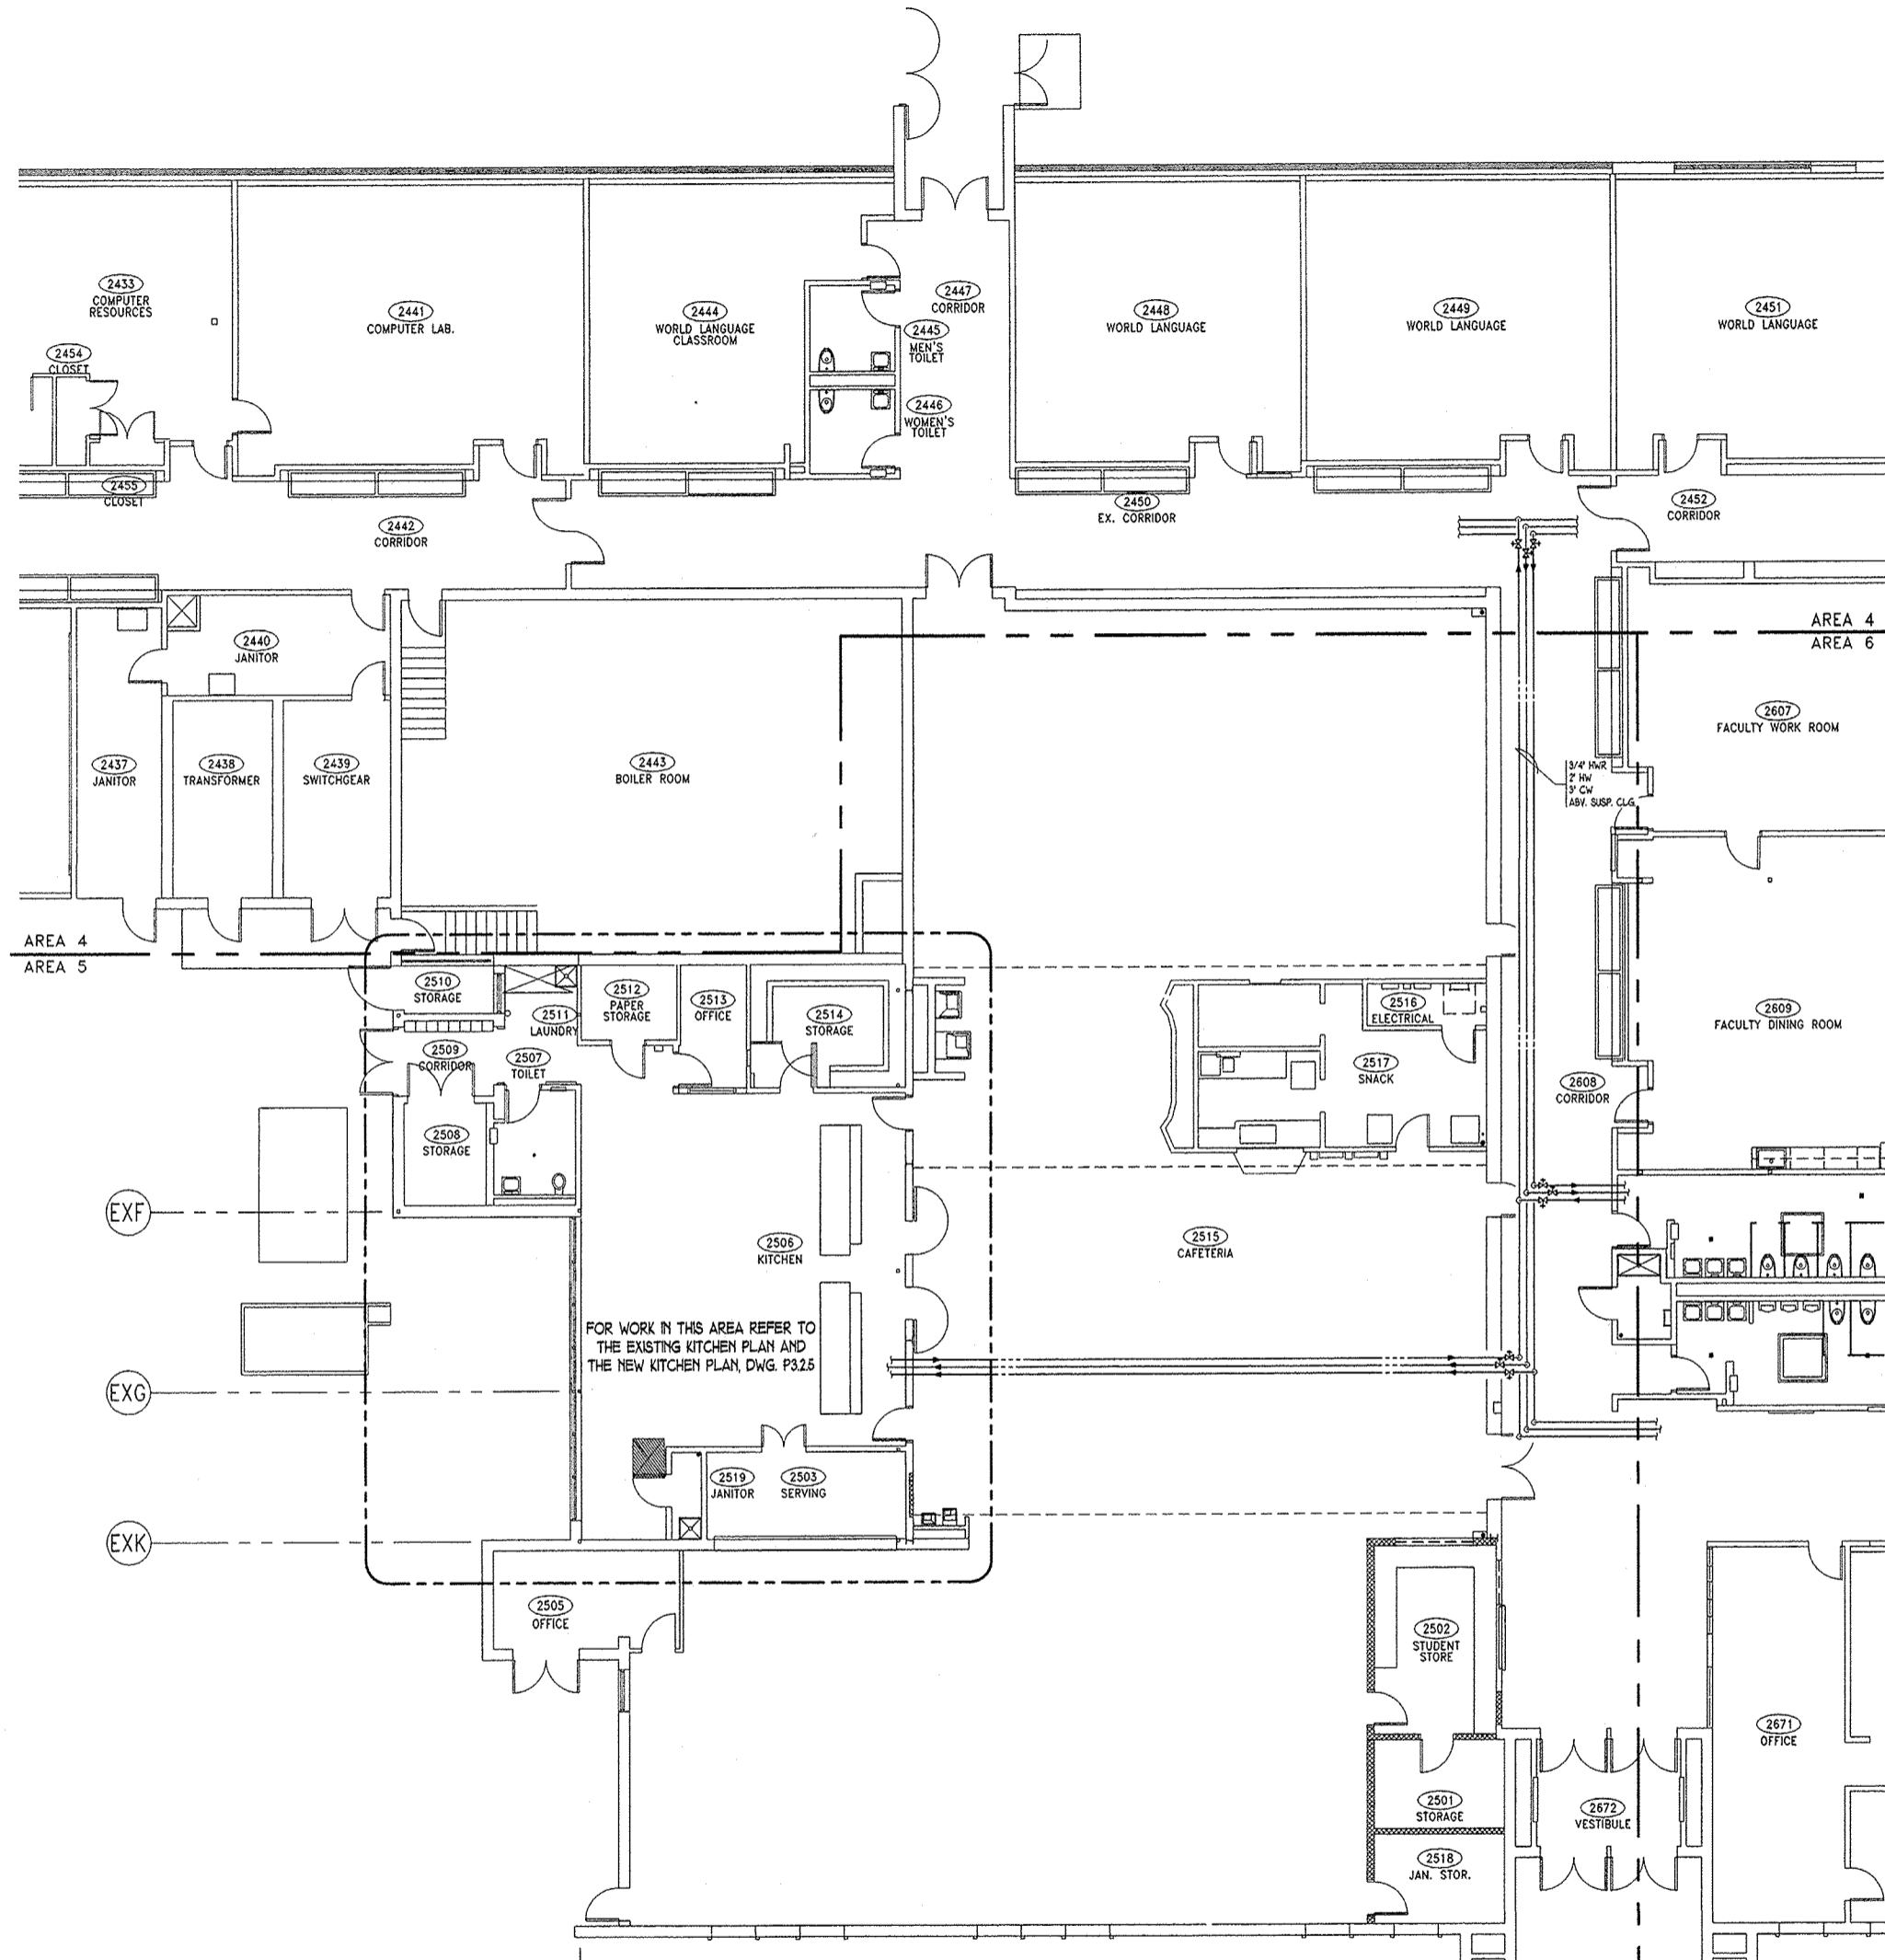 2433
COMPUTER
RESOURCES
2454
CLOSET
2455
CLOSET
2441
COMPUTER LAB.
2444
WORLD LANGUAGE
CLASSROOM
2447
CORRIDOR
2445
MEN'S
TOILET
2446
WOMEN'S
TOILET
2448
WORLD LANGUAGE
2449
WORLD LANGUAGE
2451
WORLD LANGUAGE
2442
CORRIDOR
2450
EX. CORRIDOR
2452
CORRIDOR
2440
JANITOR
2437
JANITOR
2438
TRANSFORMER
2439
SWITCHGEAR
2443
BOILER ROOM
AREA 4
AREA 6
2607
FACULTY WORK ROOM
3/4" HWR
2" HW
3" CW
ABV. SUSP. CLG.
AREA 4
AREA 5
2510
STORAGE
2511
LAUNDRY
2512
PAPER
STORAGE
2513
OFFICE
2514
STORAGE
2509
CORRIDOR
2507
TOILET
2508
STORAGE
2516
ELECTRICAL
2517
SNACK
2609
FACULTY DINING ROOM
2608
CORRIDOR
EXF
2506
KITCHEN
2515
CAFETERIA
FOR WORK IN THIS AREA REFER TO
THE EXISTING KITCHEN PLAN AND
THE NEW KITCHEN PLAN, DWG. P3.2.5
EXG
2519
JANITOR
2503
SERVING
EXK
2505
OFFICE
2502
STUDENT
STORE
2671
OFFICE
2501
STORAGE
2672
VESTIBULE
2518
JAN. STOR.